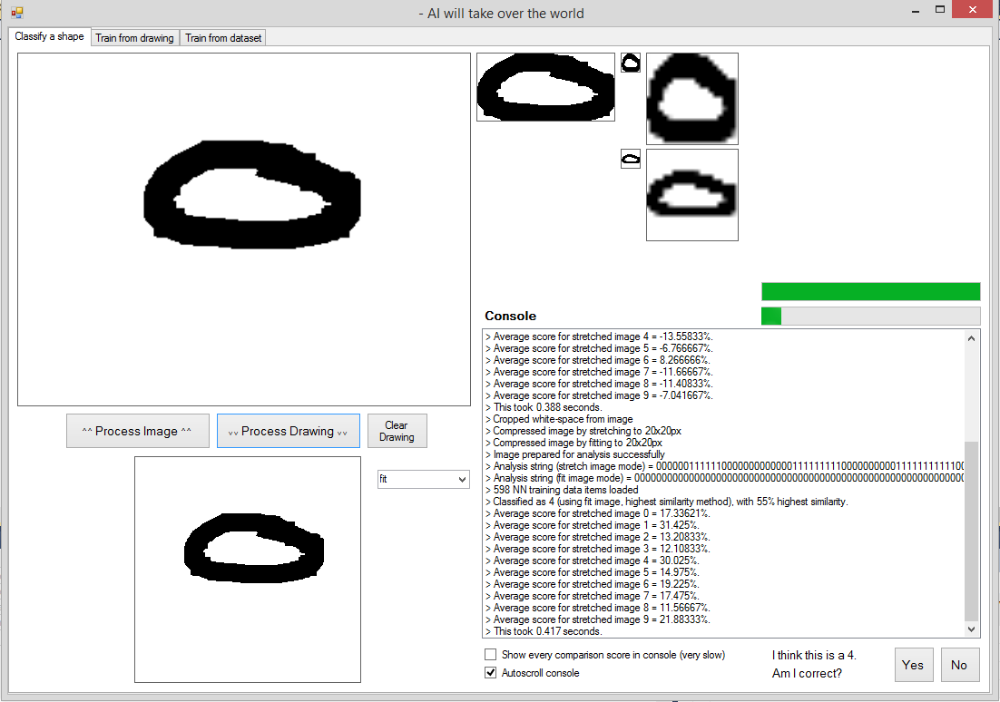 - AI will take over the world
Classify a shape Train from drawing Train from dataset
Console
> Average score for stretched image 4 = -13.55833%.
> Average score for stretched image 5 = -6.766667%.
> Average score for stretched image 6 = 8.266666%.
> Average score for stretched image 7 = -11.66667%.
> Average score for stretched image 8 = -11.40833%.
> Average score for stretched image 9 = -7.041667%.
> This took 0.388 seconds.
> Cropped white-space from image
> Compressed image by stretching to 20x20px
> Compressed image by fitting to 20x20px
> Image prepared for analysis successfully
> Analysis string (stretch image mode) =
> Analysis string (fit image mode) =
> 598 NN training data items loaded
> Classified as 4 (using fit image, highest similarity method), with 55% highest similarity.
> Average score for stretched image 0 = 17.33621%.
> Average score for stretched image 1 = 31.425%.
> Average score for stretched image 2 = 13.20833%.
> Average score for stretched image 3 = 12.10833%.
> Average score for stretched image 4 = 30.025%.
> Average score for stretched image 5 = 14.975%.
> Average score for stretched image 6 = 19.225%.
> Average score for stretched image 7 = 17.475%.
> Average score for stretched image 8 = 11.56667%.
> Average score for stretched image 9 = 21.88333%.
> This took 0.417 seconds.
^^ Process Image ^^
vv Process Drawing vv
Clear
Drawing
fit
Show every comparison score in console (very slow)
Autoscroll console
I think this is a 4.
Am I correct?
Yes
No